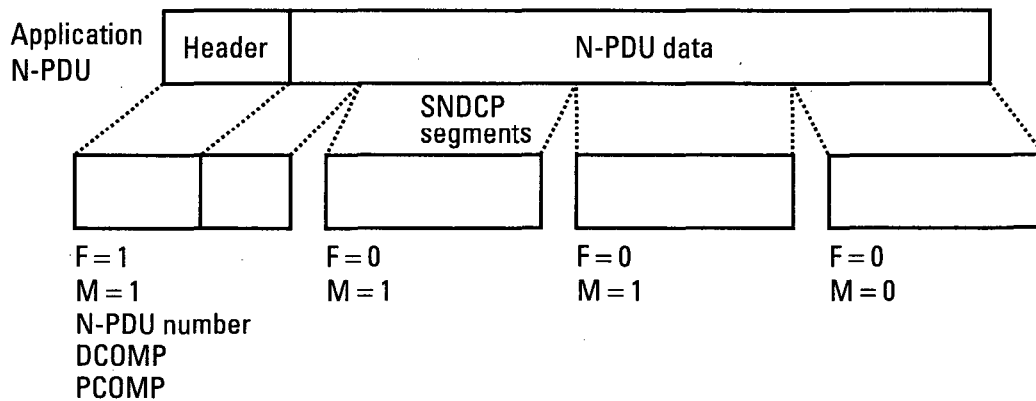 Application
N-PDU
Header
N-PDU data
SNDCP
segments
F = 1
M = 1
N-PDU number
DCOMP
PCOMP
F = 0
M = 1
F = 0
M = 1
F = 0
M = 0